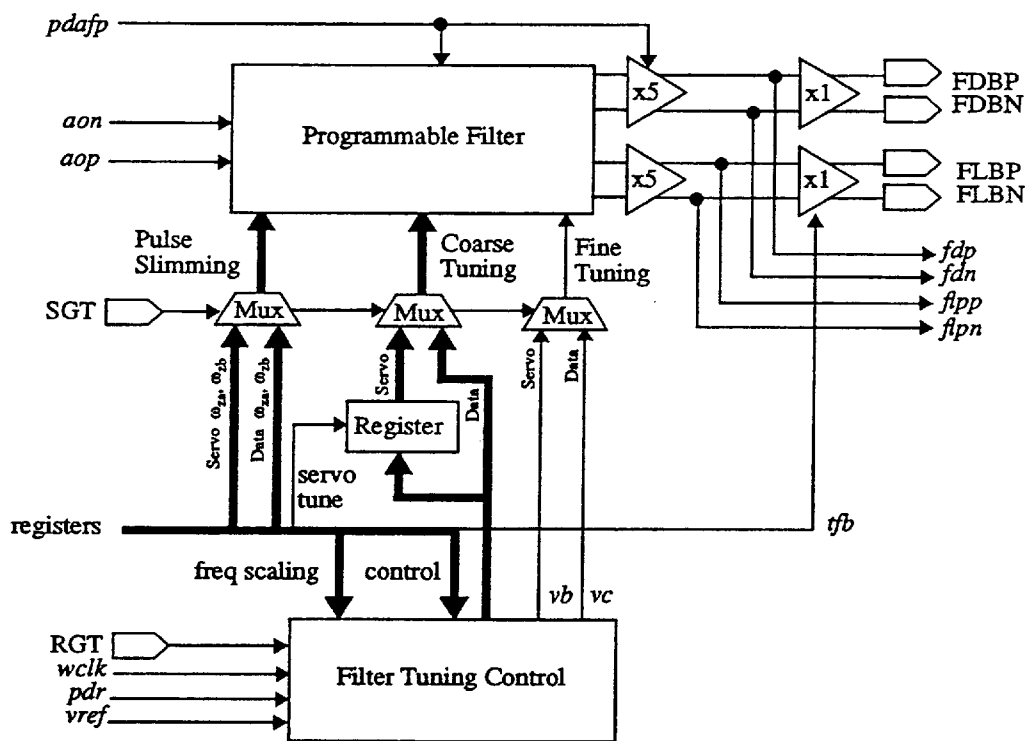 pdafp
x5
x1
FDBP
FDBN
aon
Programmable Filter
aop
x5
x1
FLBP
FLBN
Pulse
Slimming
Coarse
Tuning
Fine
Tuning
fdp
fdn
flpp
flpn
SGT
Mux
Mux
Mux
Servo ωza, ωzb
Data ωza, ωzb
Servo
Data
Servo
Data
Register
servo
tune
registers
tfb
freq scaling
control
vb
vc
RGT
wclk
pdr
vref
Filter Tuning Control